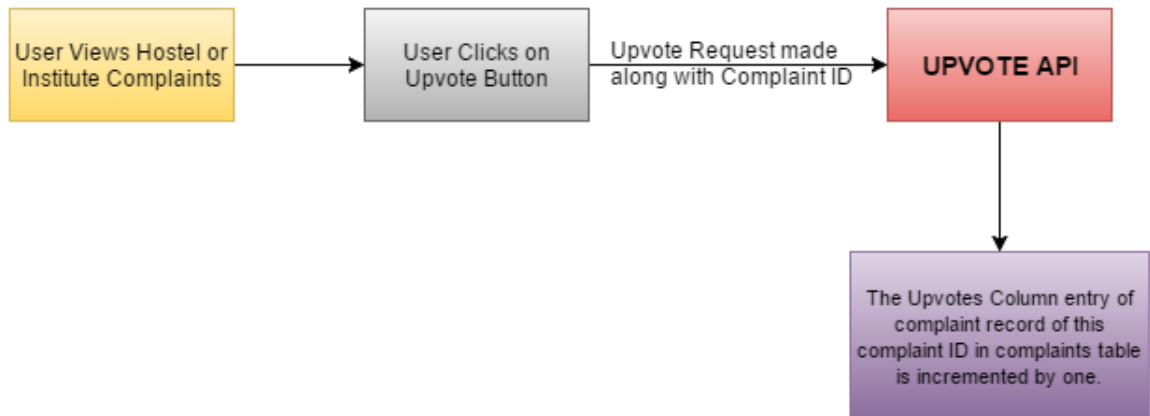 User Views Hostel or
Institute Complaints
User Clicks on
Upvote Button
Upvote Request made
along with Complaint ID
UPVOTE API
The Upvotes Column entry of
complaint record of this
complaint ID in complaints table
is incremented by one.